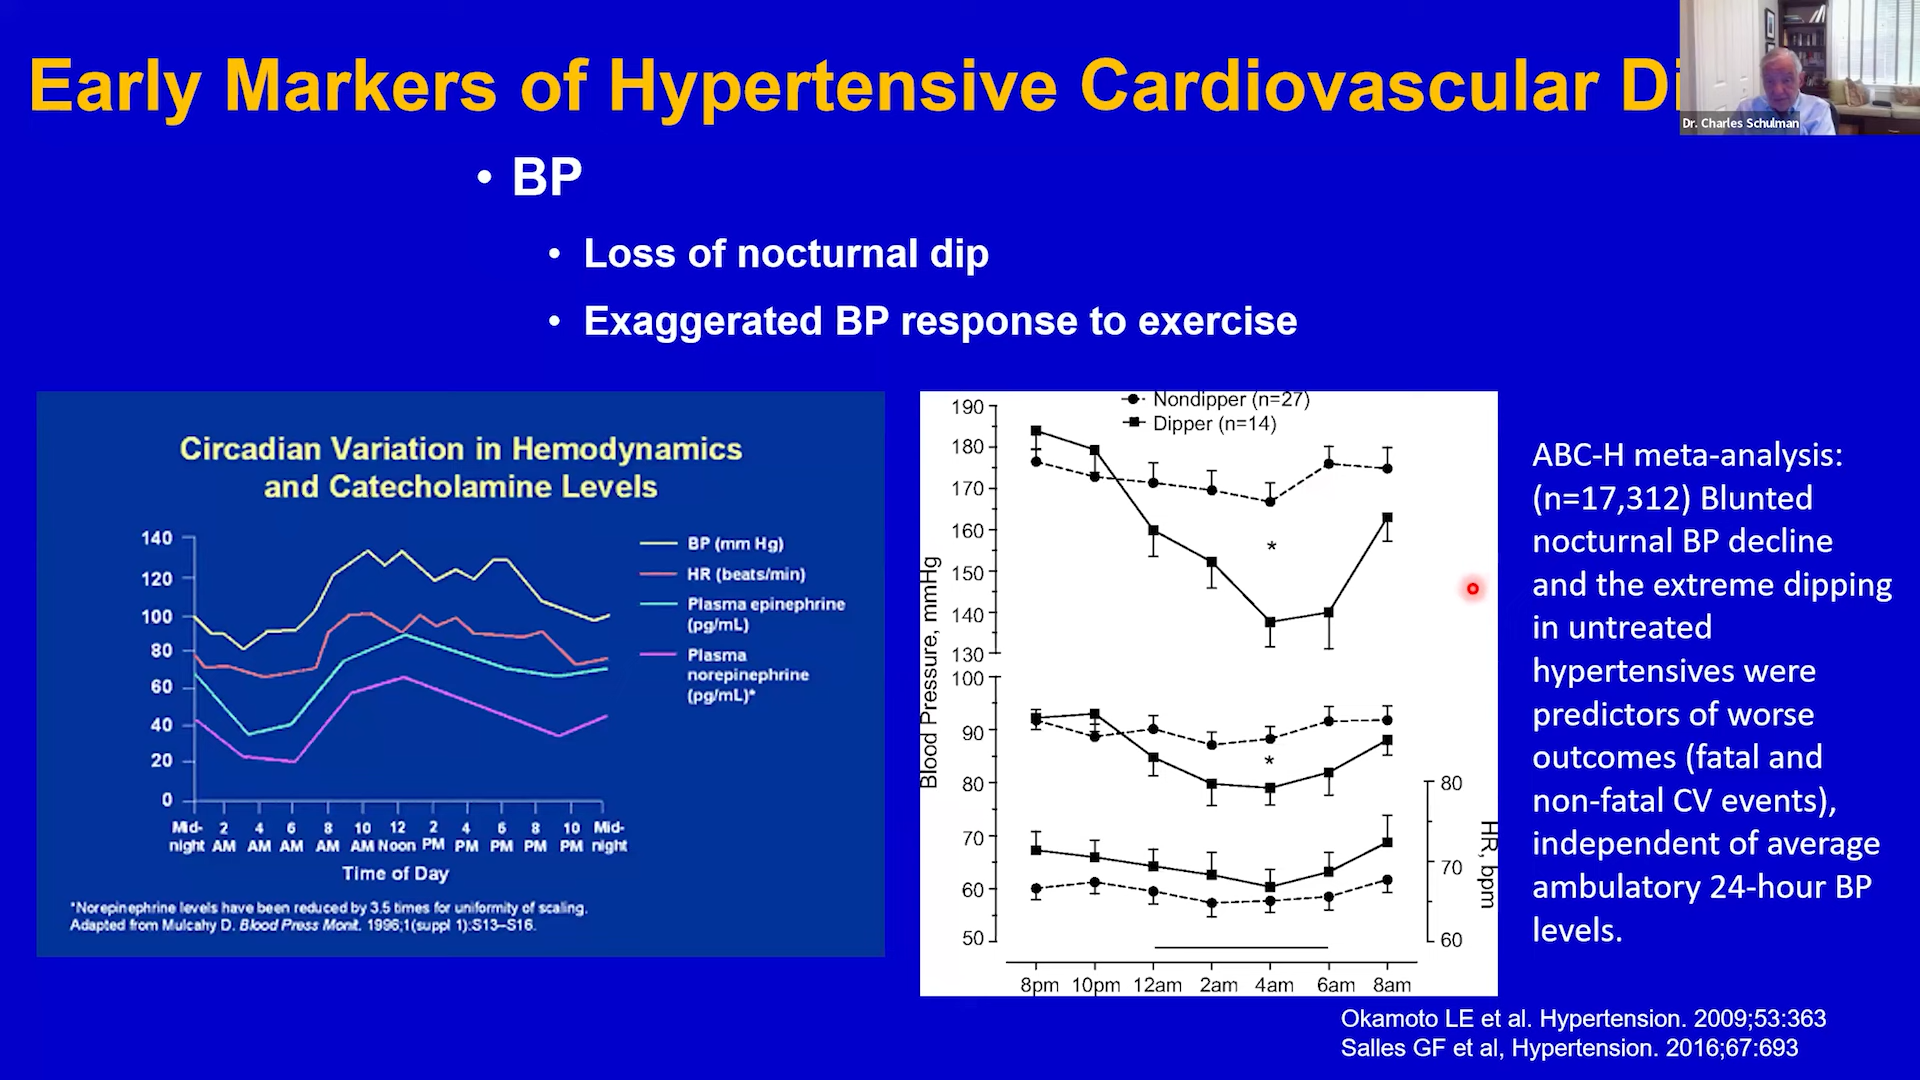 Early Markers of Hypertensive Cardiovascular Di
Dr. Charles Schulman
• BP
• Loss of nocturnal dip
• Exaggerated BP response to exercise
Circadian Variation in Hemodynamics
and Catecholamine Levels
140
120
100
80
60
40
20
0
BP (mm Hg)
HR (beats/min)
Plasma epinephrine
(pg/mL)
Plasma
norepinephrine
(pg/mL)*
Mid- 2 4 6 8 10 12 2 4 6 8 10 Mid-
night AM AM AM AM AM Noon PM PM PM PM PM night
Time of Day
*Norepinephrine levels have been reduced by 3.5 times for uniformity of scaling.
Adapted from Mulcahy D. Blood Press Monit. 1996;1(suppl 1):S13–S16.
Nondipper (n=27)
Dipper (n=14)
190
180
170
160
150
140
130
100
90
80
70
60
50
Blood Pressure, mmHg
*
*
80
70
60
HR, bpm
8pm 10pm 12am 2am 4am 6am 8am
ABC-H meta-analysis:
(n=17,312) Blunted
nocturnal BP decline
and the extreme dipping
in untreated
hypertensives were
predictors of worse
outcomes (fatal and
non-fatal CV events),
independent of average
ambulatory 24-hour BP
levels.
Okamoto LE et al. Hypertension. 2009;53:363
Salles GF et al, Hypertension. 2016;67:693